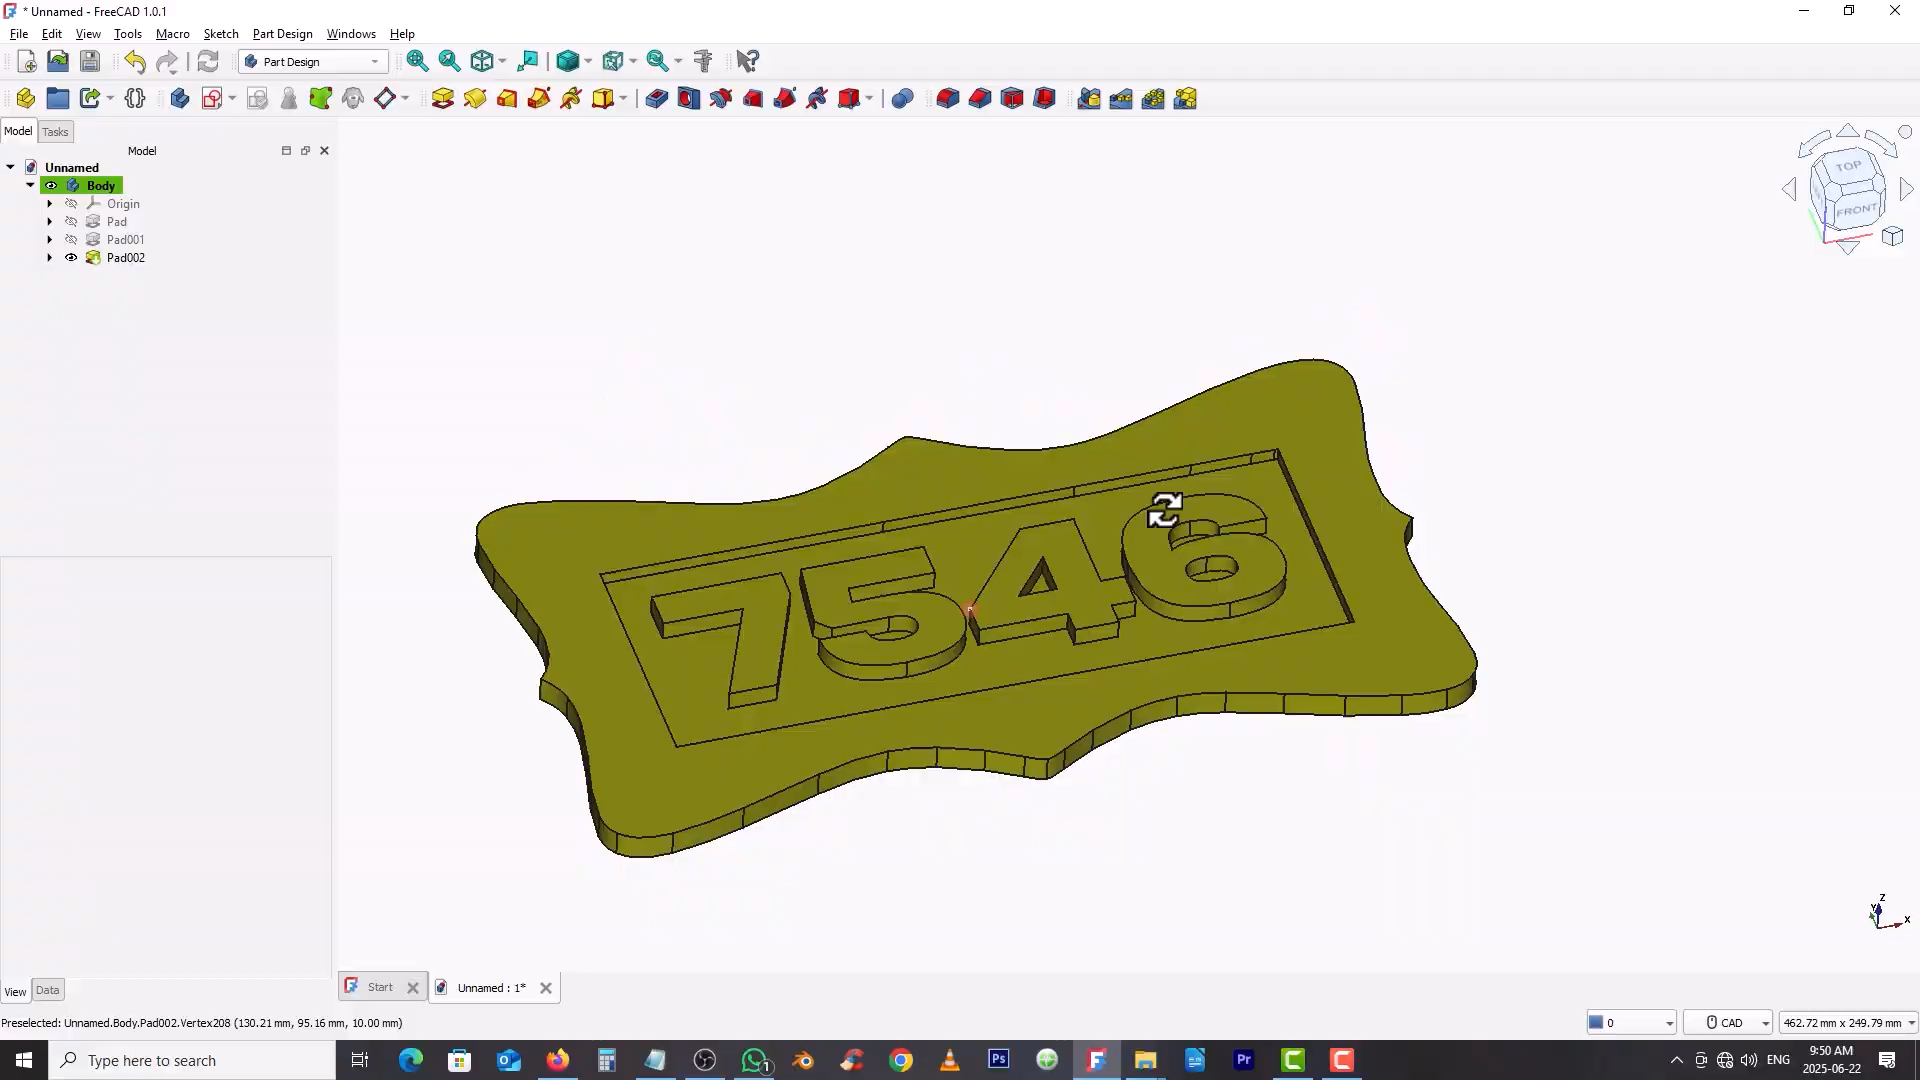 * Unnamed - FreeCAD 1.0.1
File Edit View Tools Macro Sketch Part Design Windows Help
Part Design
Model Tasks
Model
Unnamed
Body
Origin
Pad
Pad001
Pad002
TOP
FRONT
7546
Z
Y
X
View Data
Start Unnamed : 1*
Preselected: Unnamed.Body.Pad002.Vertex208 (130.21 mm, 95.16 mm, 10.00 mm)
0 CAD 462.72 mm x 249.79 mm
Type here to search
1
Ps
Pr
ENG
9:50 AM
2025-06-22